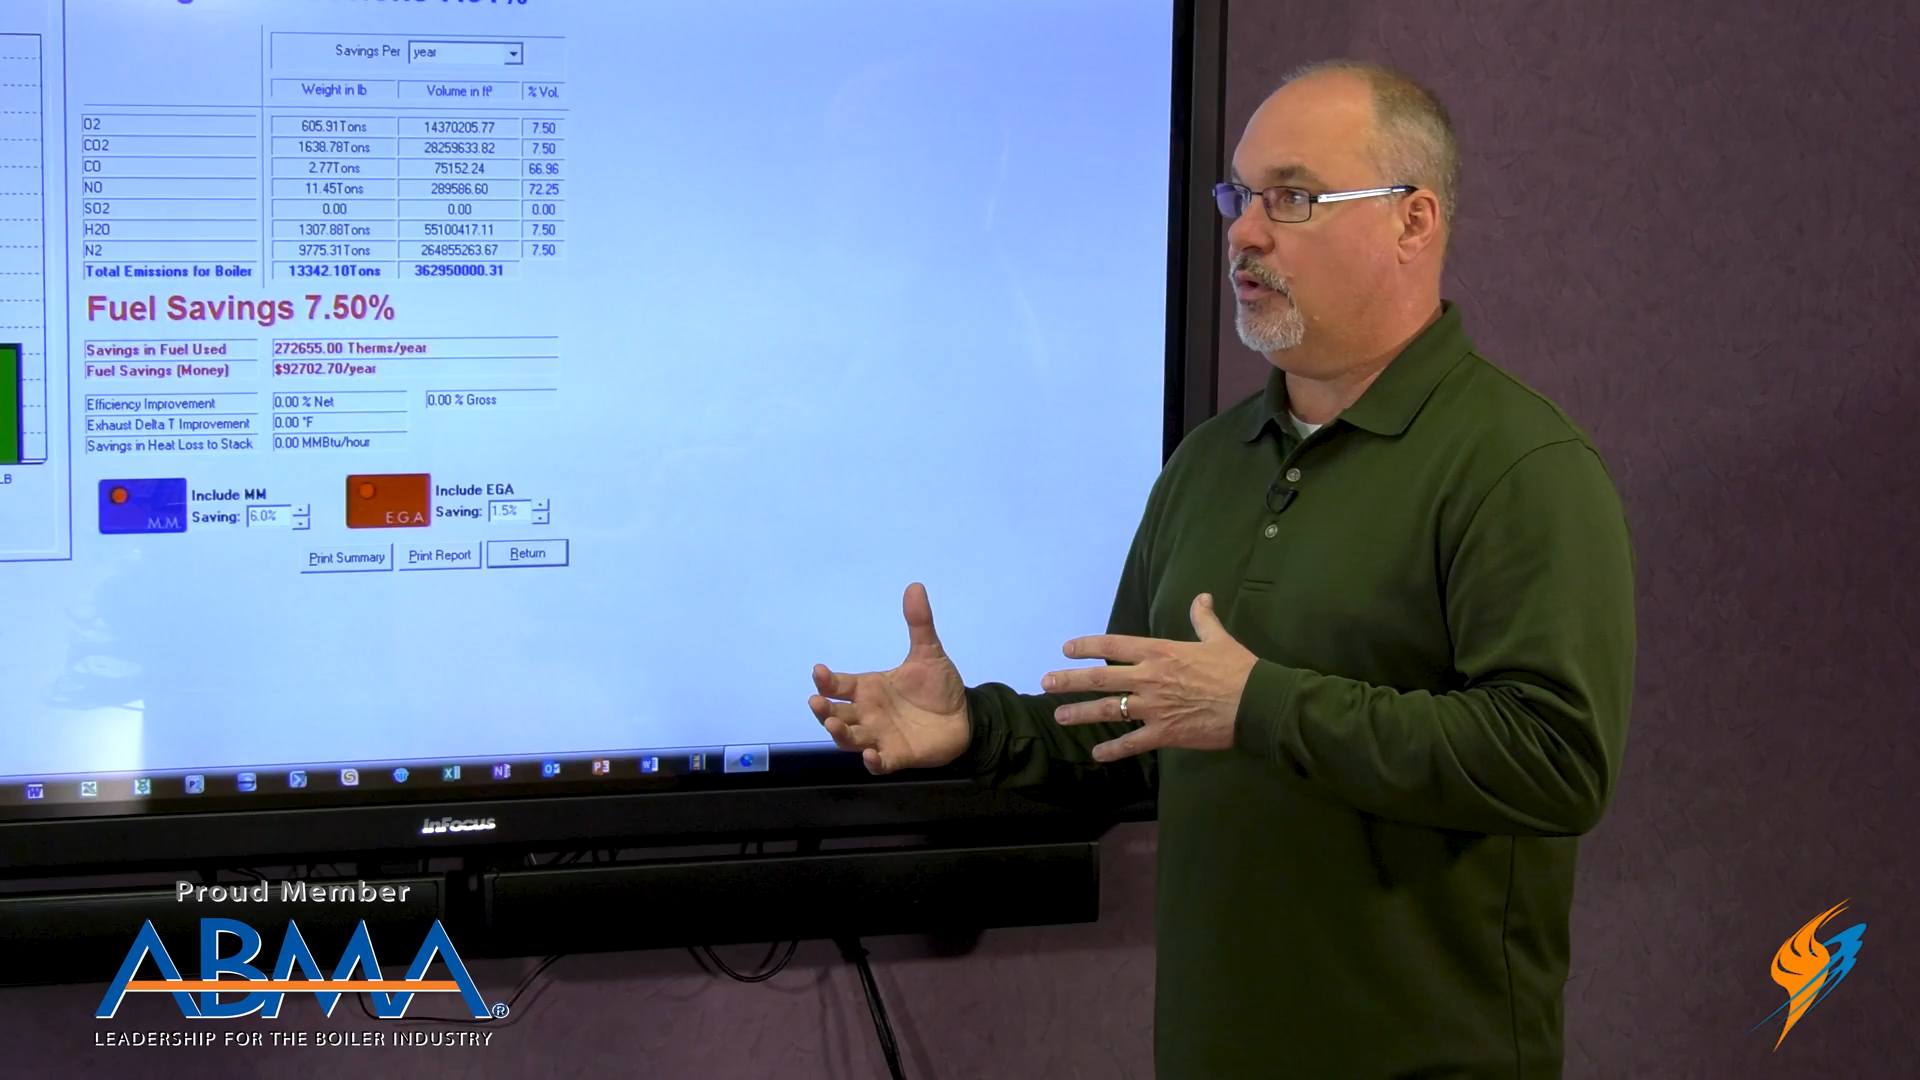 Savings Per year
Weight in lb Volume in ft³ % Vol.
O2 605.91Tons 14370205.77 7.50
CO2 1638.78Tons 28259633.82 7.50
CO 2.77Tons 75152.24 66.96
NO 11.45Tons 289586.60 72.25
SO2 0.00 0.00 0.00
H2O 1307.88Tons 55100417.11 7.50
N2 9775.31Tons 264855263.67 7.50
Total Emissions for Boiler 13342.10Tons 362950000.31
Fuel Savings 7.50%
Savings in Fuel Used 272655.00 Therms/year
Fuel Savings (Money) $92702.70/year
Efficiency Improvement 0.00 % Net 0.00 % Gross
Exhaust Delta T Improvement 0.00 °F
Savings in Heat Loss to Stack 0.00 MMBtu/hour
LB
M.M. Include MM
Saving: 6.0%
E.G.A Include EGA
Saving: 1.5%
Print Summary Print Report Return
InFocus
Proud Member
ABMA®
LEADERSHIP FOR THE BOILER INDUSTRY